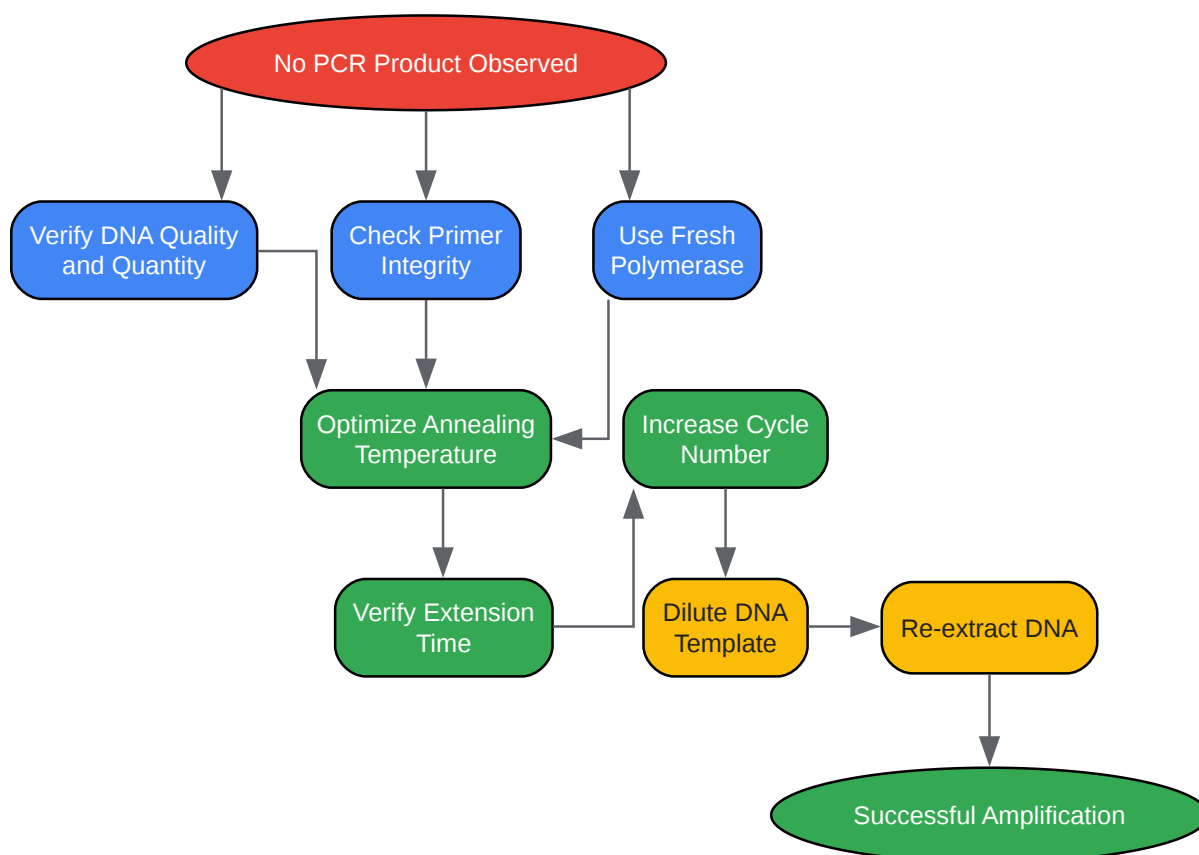 No PCR Product Observed
Verify DNA Quality
and Quantity
Check Primer
Integrity
Use Fresh
Polymerase
Optimize Annealing
Temperature
Increase Cycle
Number
Verify Extension
Time
Dilute DNA
Template
Re-extract DNA
Successful Amplification